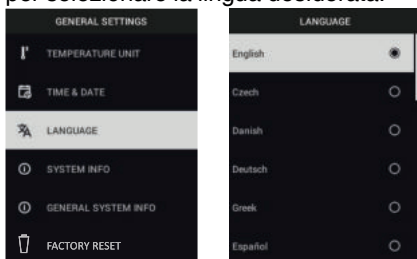 per selezionare la lingua desiderata.
GENERAL SETTINGS
TEMPERATURE UNIT
TIME & DATE
LANGUAGE
SYSTEM INFO
GENERAL SYSTEM INFO
FACTORY RESET
LANGUAGE
English
Czech
Danish
Deutsch
Greek
Español